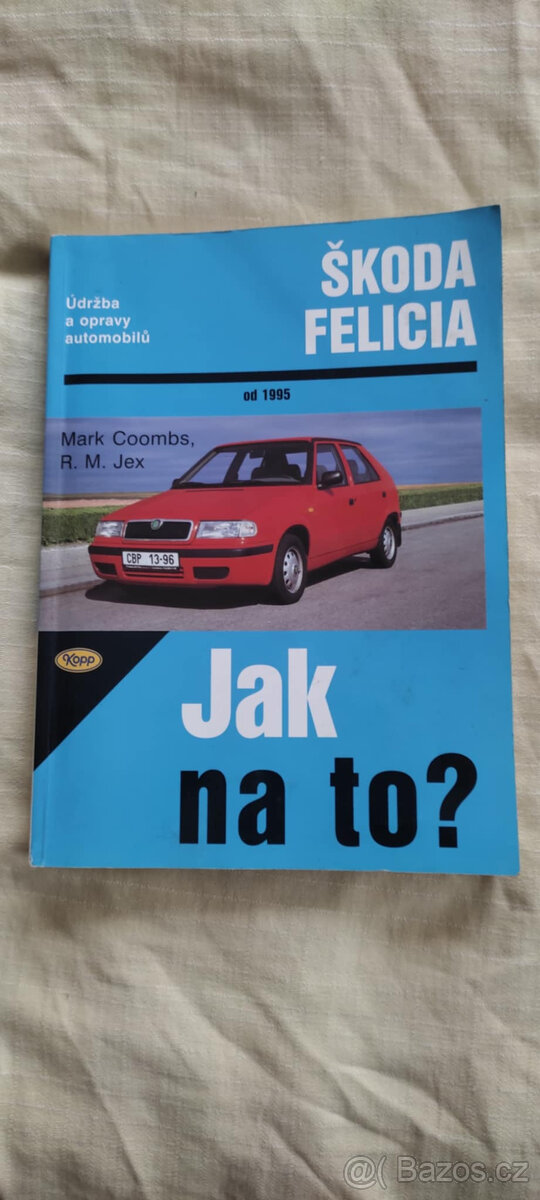 ŠKODA
FELICIA
Údržba
a opravy
automobilů
od 1995
Mark Coombs,
R. M. Jex
CBP 13-96
Kopp
Jak
na to?
@( Bazos.cz